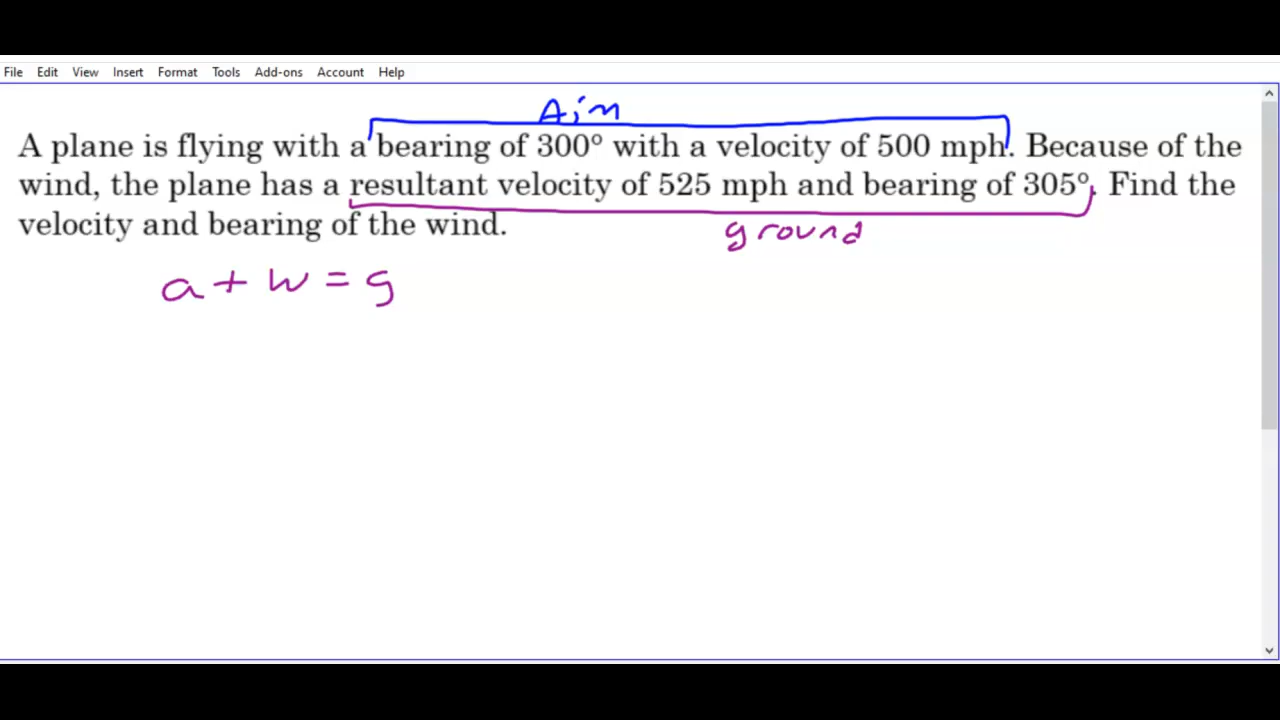 File Edit View Insert Format Tools Add-ons Account Help
Aim
A plane is flying with a bearing of 300° with a velocity of 500 mph. Because of the
wind, the plane has a resultant velocity of 525 mph and bearing of 305°. Find the
velocity and bearing of the wind.
ground
a + w = g